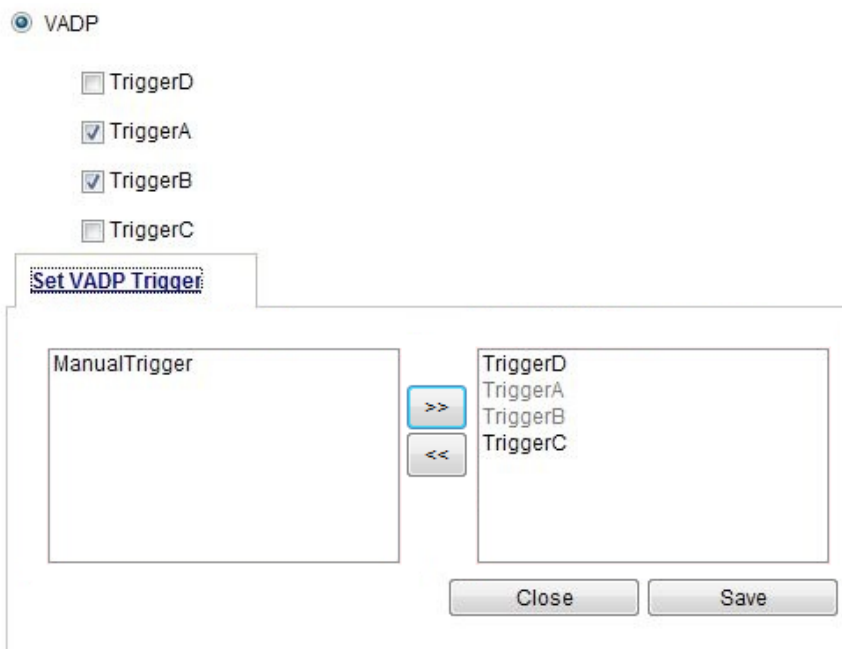 VADP
TriggerD
TriggerA
TriggerB
TriggerC
Set VADP Trigger
ManualTrigger
TriggerD
TriggerA
TriggerB
TriggerC
>>
<<
Close Save